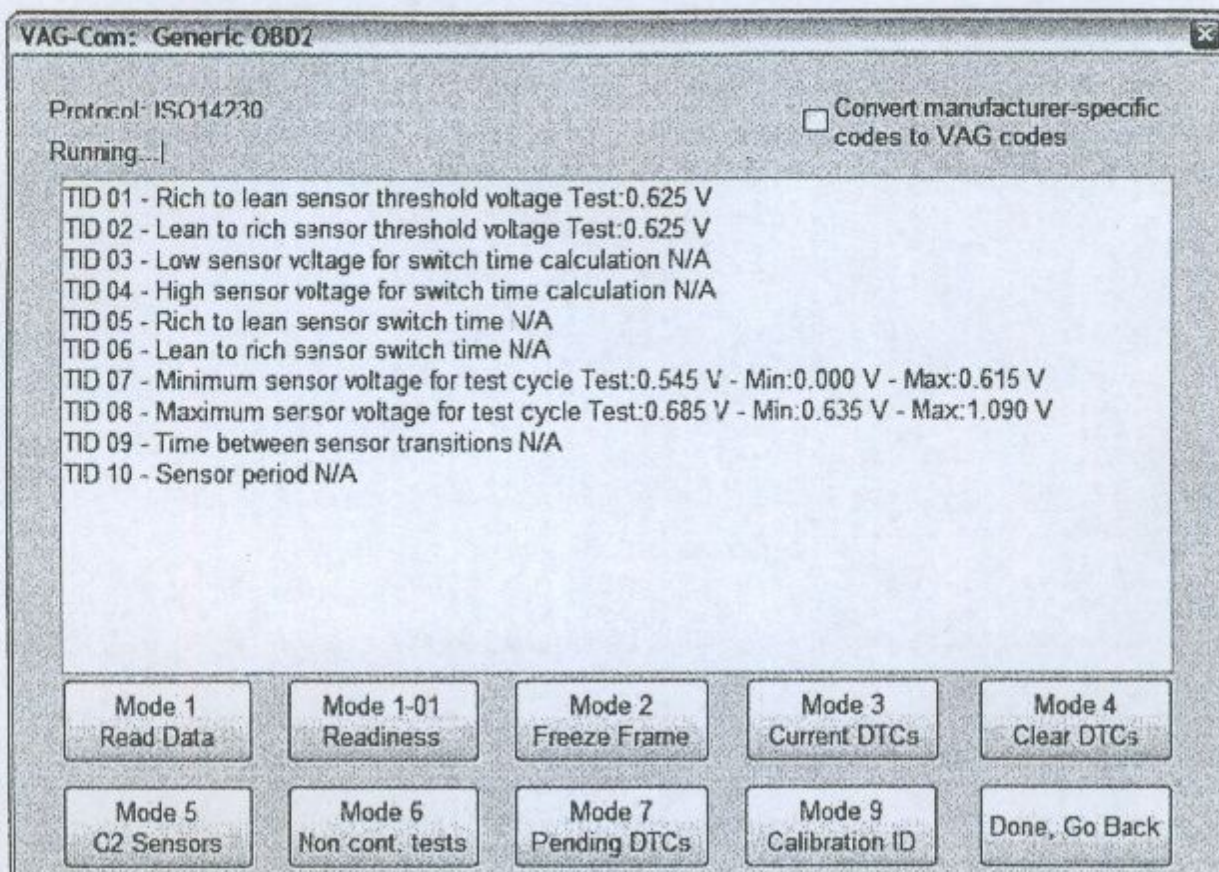 VAG-Com: Generic OBD2
Protocol: ISO14230
Convert manufacturer-specific
codes to VAG codes
Running...
TID 01 - Rich to lean sensor threshold voltage Test:0.625 V
TID 02 - Lean to rich sensor threshold voltage Test:0.625 V
TID 03 - Low sensor voltage for switch time calculation N/A
TID 04 - High sensor voltage for switch time calculation N/A
TID 05 - Rich to lean sensor switch time N/A
TID 06 - Lean to rich sensor switch time N/A
TID 07 - Minimum sensor voltage for test cycle Test:0.545 V - Min:0.000 V - Max:0.615 V
TID 08 - Maximum sensor voltage for test cycle Test:0.685 V - Min:0.635 V - Max:1.090 V
TID 09 - Time between sensor transitions N/A
TID 10 - Sensor period N/A
Mode 1
Read Data
Mode 1-01
Readiness
Mode 2
Freeze Frame
Mode 3
Current DTCs
Mode 4
Clear DTCs
Mode 5
O2 Sensors
Mode 6
Non cont. tests
Mode 7
Pending DTCs
Mode 9
Calibration ID
Done, Go Back